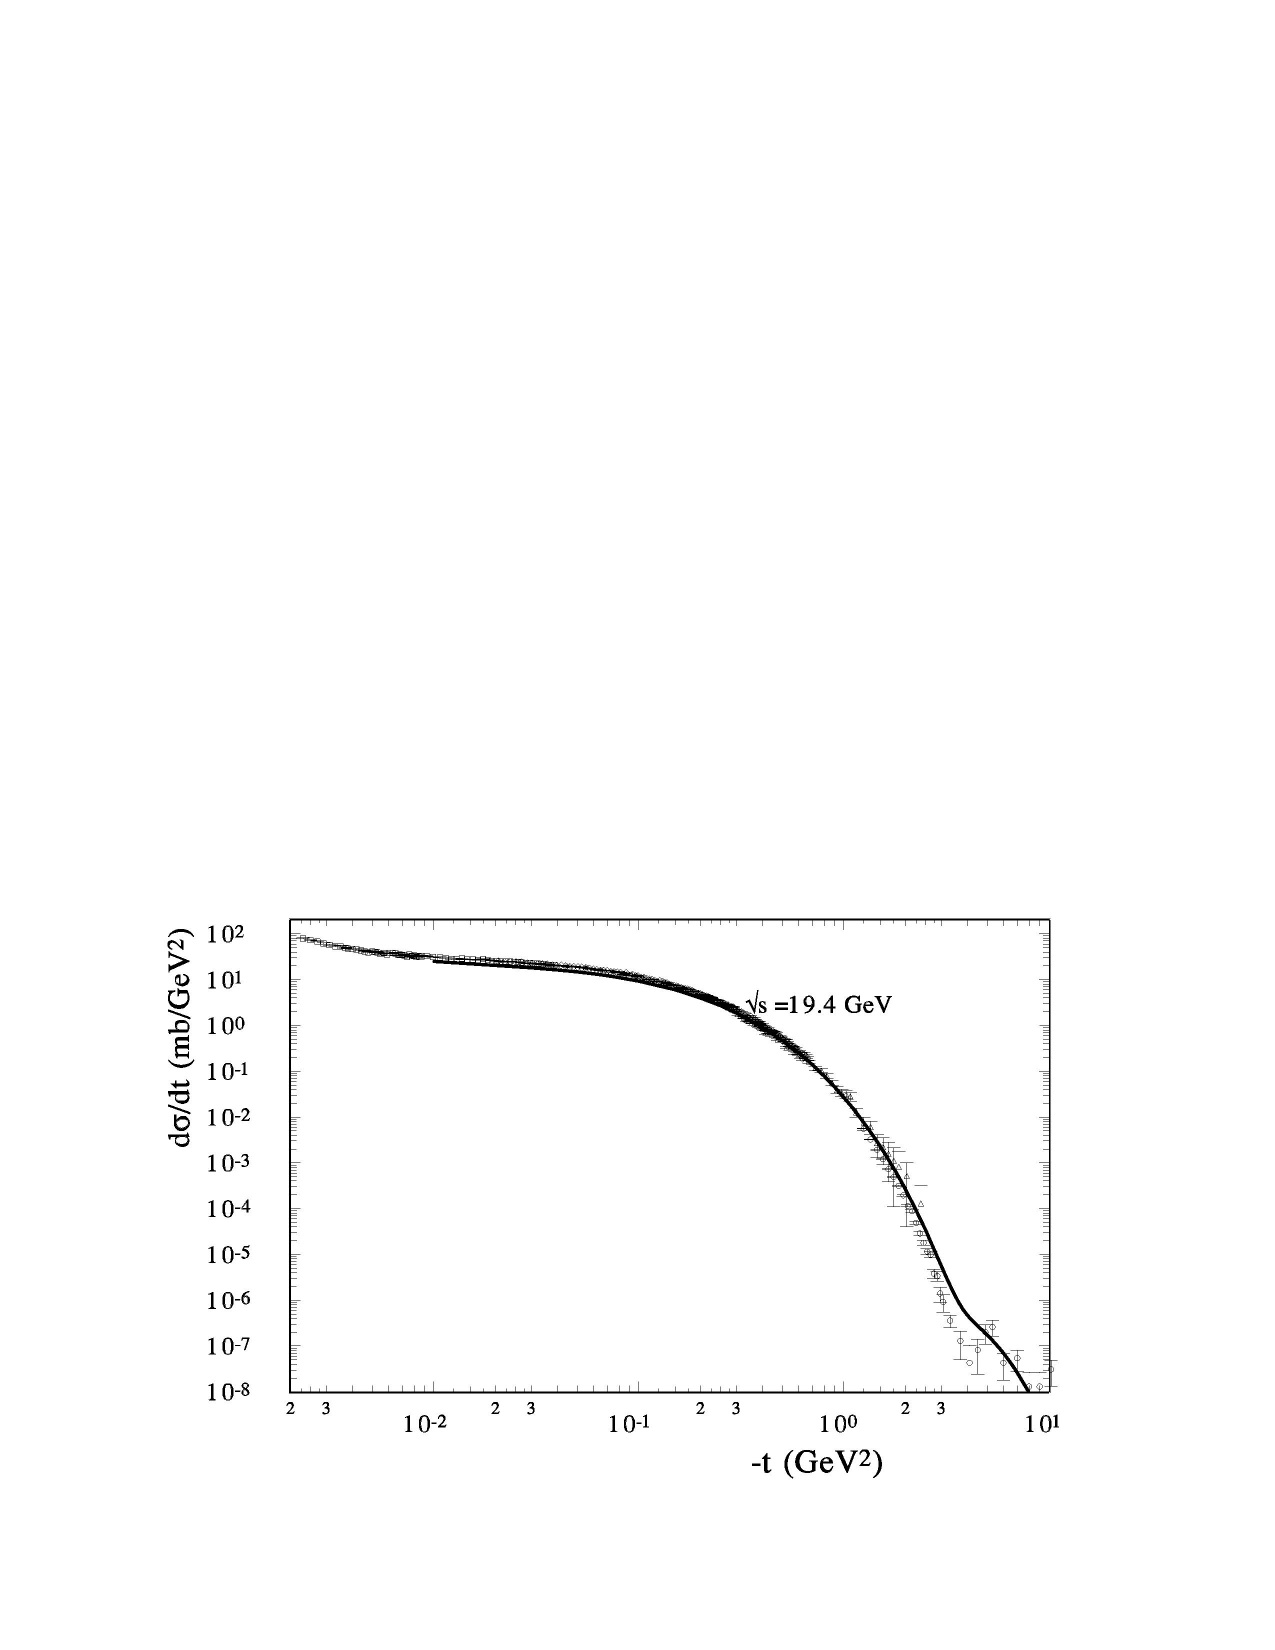 dσ/dt (mb/GeV²)
10²
10¹
10⁰
10⁻¹
10⁻²
10⁻³
10⁻⁴
10⁻⁵
10⁻⁶
10⁻⁷
10⁻⁸
√s =19.4 GeV
2 3 10⁻² 2 3 10⁻¹ 2 3 10⁰ 2 3 10¹
-t (GeV²)